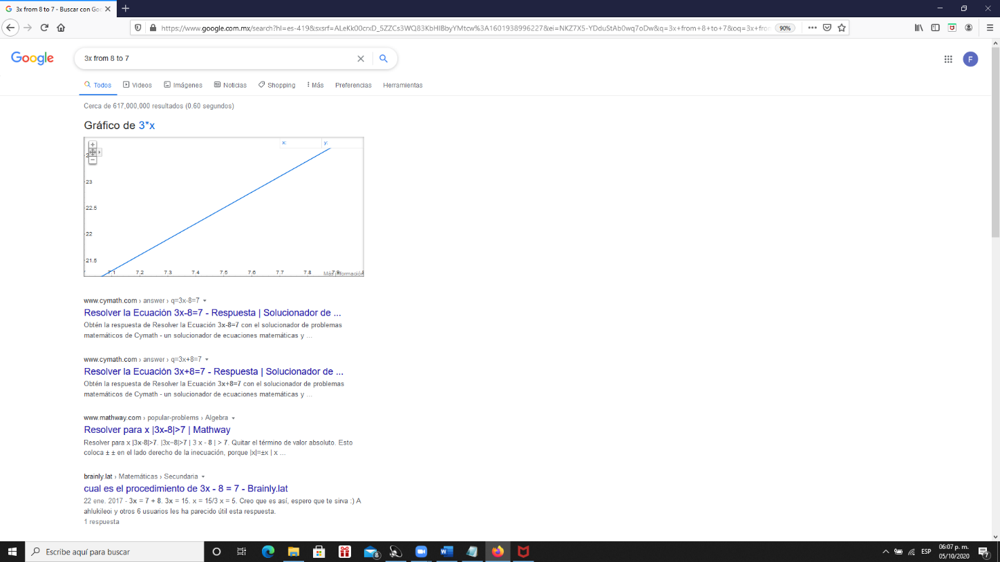 3x from 8 to 7 - Buscar con Goo
https://www.google.com.mx/search?hl=es-419&sxsrf=ALeKk00crxD_5ZZCs3WQ83KbHIBbyYMtcw%3A1601938996227&ei=NKZ7X5-YDduStAb0wq7oDw&q=3x+from+8+to+7&oq=3x+fron
90%
Google
3x from 8 to 7
F
Todos Videos Imágenes Noticias Shopping Más Preferencias Herramientas
Cerca de 617,000,000 resultados (0.60 segundos)
Gráfico de 3*x
x: y:
23
22.5
22
21.5
7.1 7.2 7.3 7.4 7.5 7.6 7.7 7.8 7.9
Más información
www.cymath.com › answer › q=3x-8=7
Resolver la Ecuación 3x-8=7 - Respuesta | Solucionador de ...
Obtén la respuesta de Resolver la Ecuación 3x-8=7 con el solucionador de problemas
matemáticos de Cymath - un solucionador de ecuaciones matemáticas y ...
www.cymath.com › answer › q=3x+8=7
Resolver la Ecuación 3x+8=7 - Respuesta | Solucionador de ...
Obtén la respuesta de Resolver la Ecuación 3x+8=7 con el solucionador de problemas
matemáticos de Cymath - un solucionador de ecuaciones matemáticas y ...
www.mathway.com › popular-problems › Algebra
Resolver para x |3x-8|>7 | Mathway
Resolver para x |3x-8|>7. |3x−8|>7 | 3 x - 8 | > 7. Quitar el término de valor absoluto. Esto
coloca ± ± en el lado derecho de la inecuación, porque |x|=±x | x ...
brainly.lat › Matemáticas › Secundaria
cual es el procedimiento de 3x - 8 = 7 - Brainly.lat
22 ene. 2017 - 3x = 7 + 8. 3x = 15. x = 15/3 x = 5. Creo que es así, espero que te sirva :) A
ahlukileoi y otros 6 usuarios les ha parecido útil esta respuesta.
1 respuesta
Escribe aquí para buscar
8
ESP
06:07 p. m.
05/10/2020
7